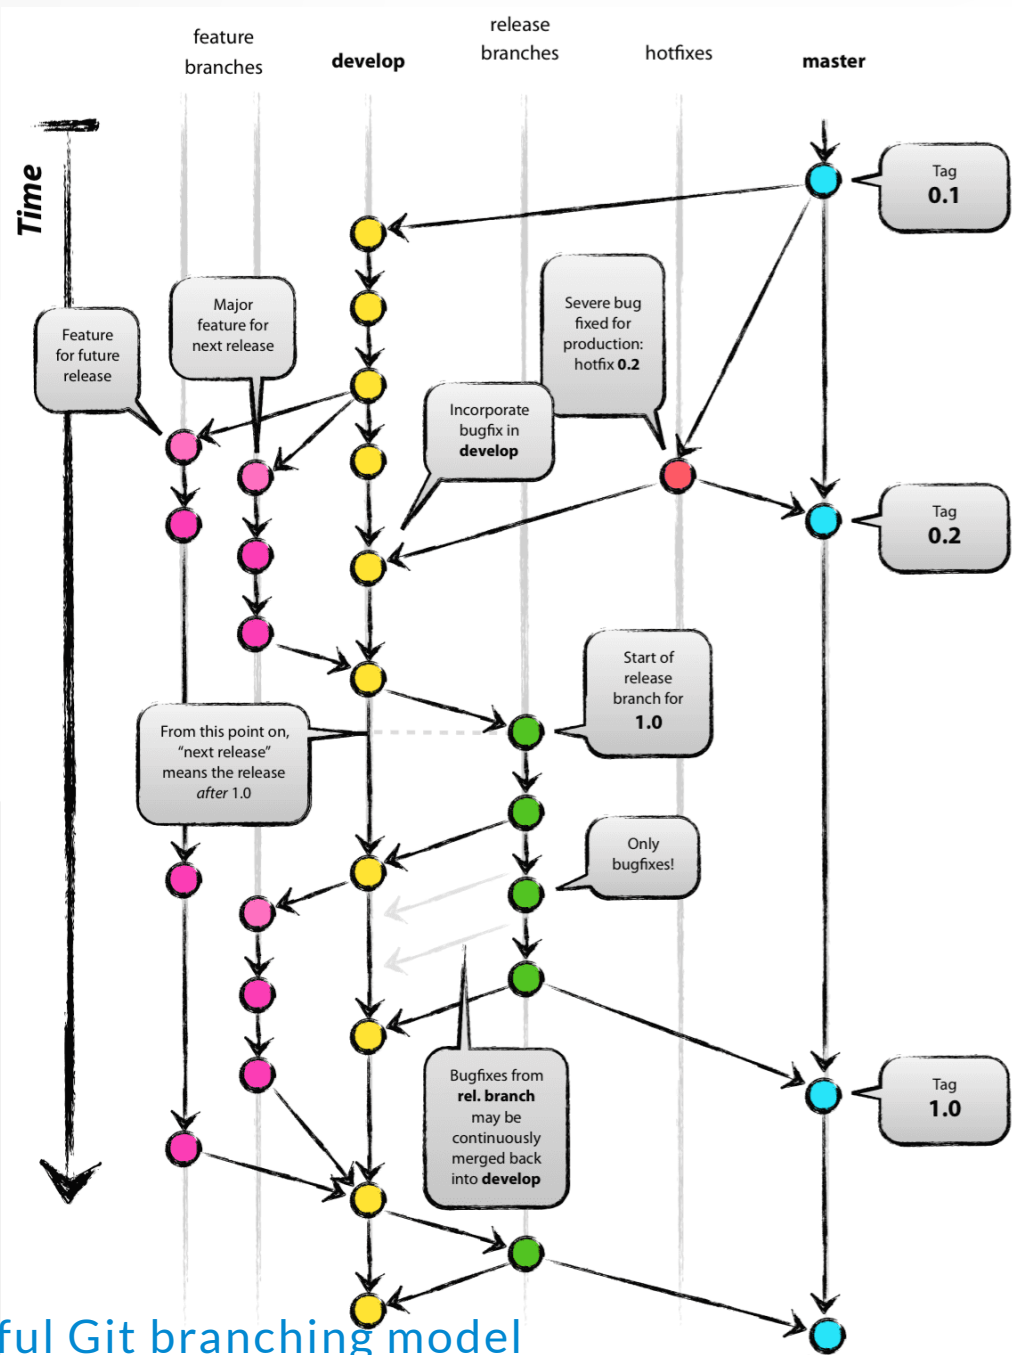 feature
branches
develop
release
branches
hotfixes
master
Time
Tag
0.1
Severe bug
fixed for
production:
hotfix 0.2
Major
feature for
next release
Feature
for future
release
Incorporate
bugfix in
develop
Tag
0.2
Start of
release
branch for
1.0
From this point on,
“next release”
means the release
after 1.0
Only
bugfixes!
Bugfixes from
rel. branch
may be
continuously
merged back
into develop
Tag
1.0
ful Git branching model